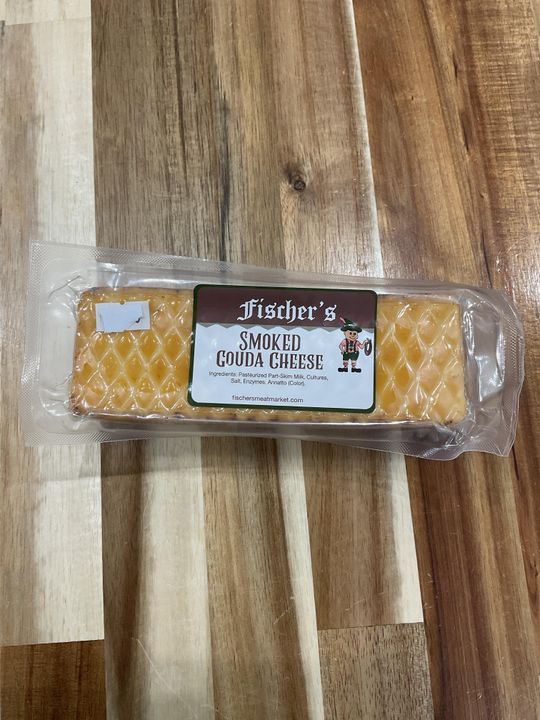 Fischer's
SMOKED
GOUDA CHEESE
Ingredients: Pasteurized Part-Skim Milk, Cultures,
Salt, Enzymes, Annatto (Color).
fischersmeatmarket.com